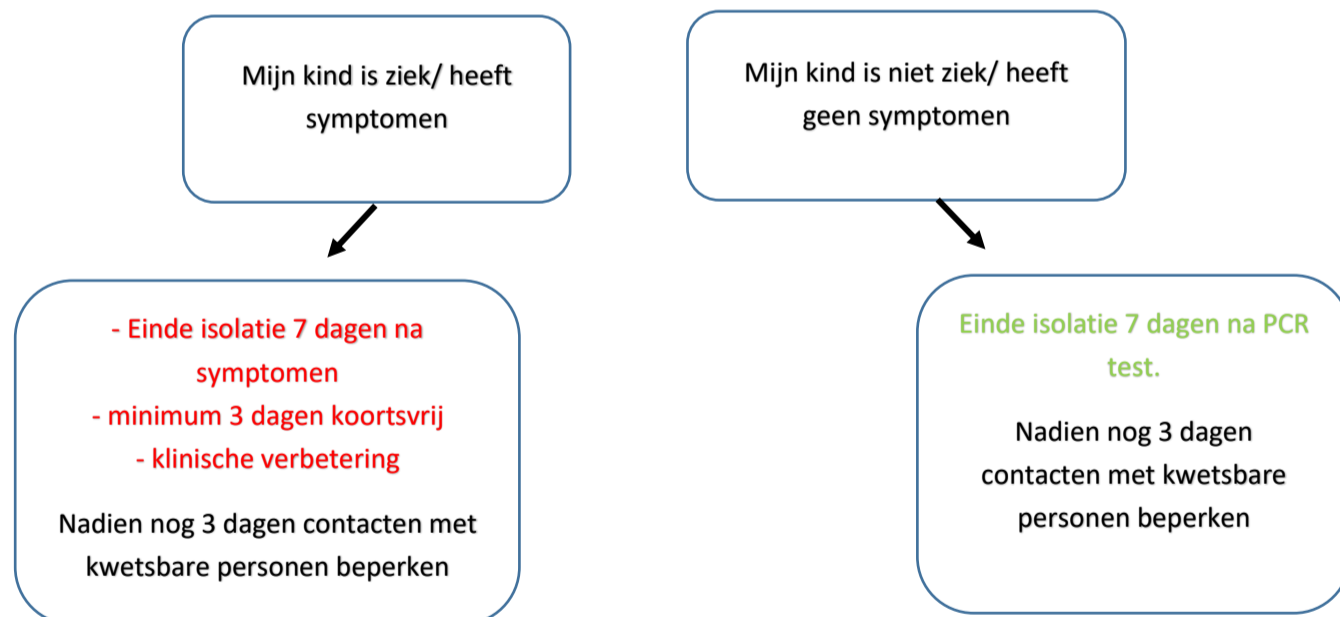 Mijn kind is ziek/ heeft
symptomen
Mijn kind is niet ziek/ heeft
geen symptomen
- Einde isolatie 7 dagen na
symptomen
- minimum 3 dagen koortsvrij
- klinische verbetering
Nadien nog 3 dagen contacten met
kwetsbare personen beperken
Einde isolatie 7 dagen na PCR
test.
Nadien nog 3 dagen
contacten met kwetsbare
personen beperken